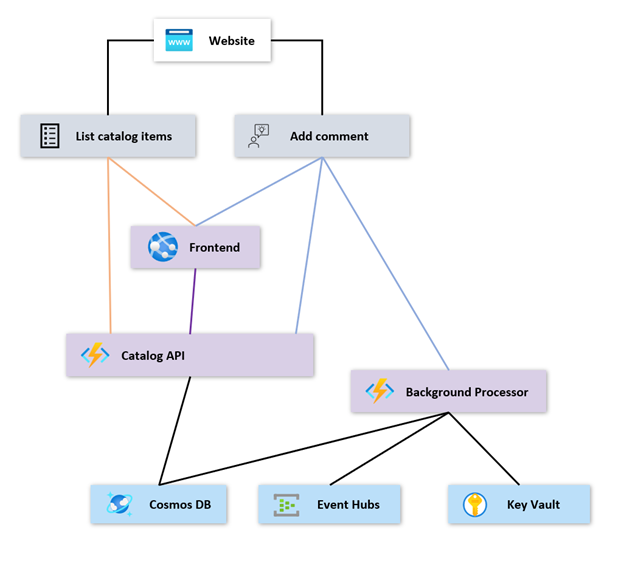 www
Website
List catalog items
Add comment
Frontend
Catalog API
Background Processor
Cosmos DB
Event Hubs
Key Vault